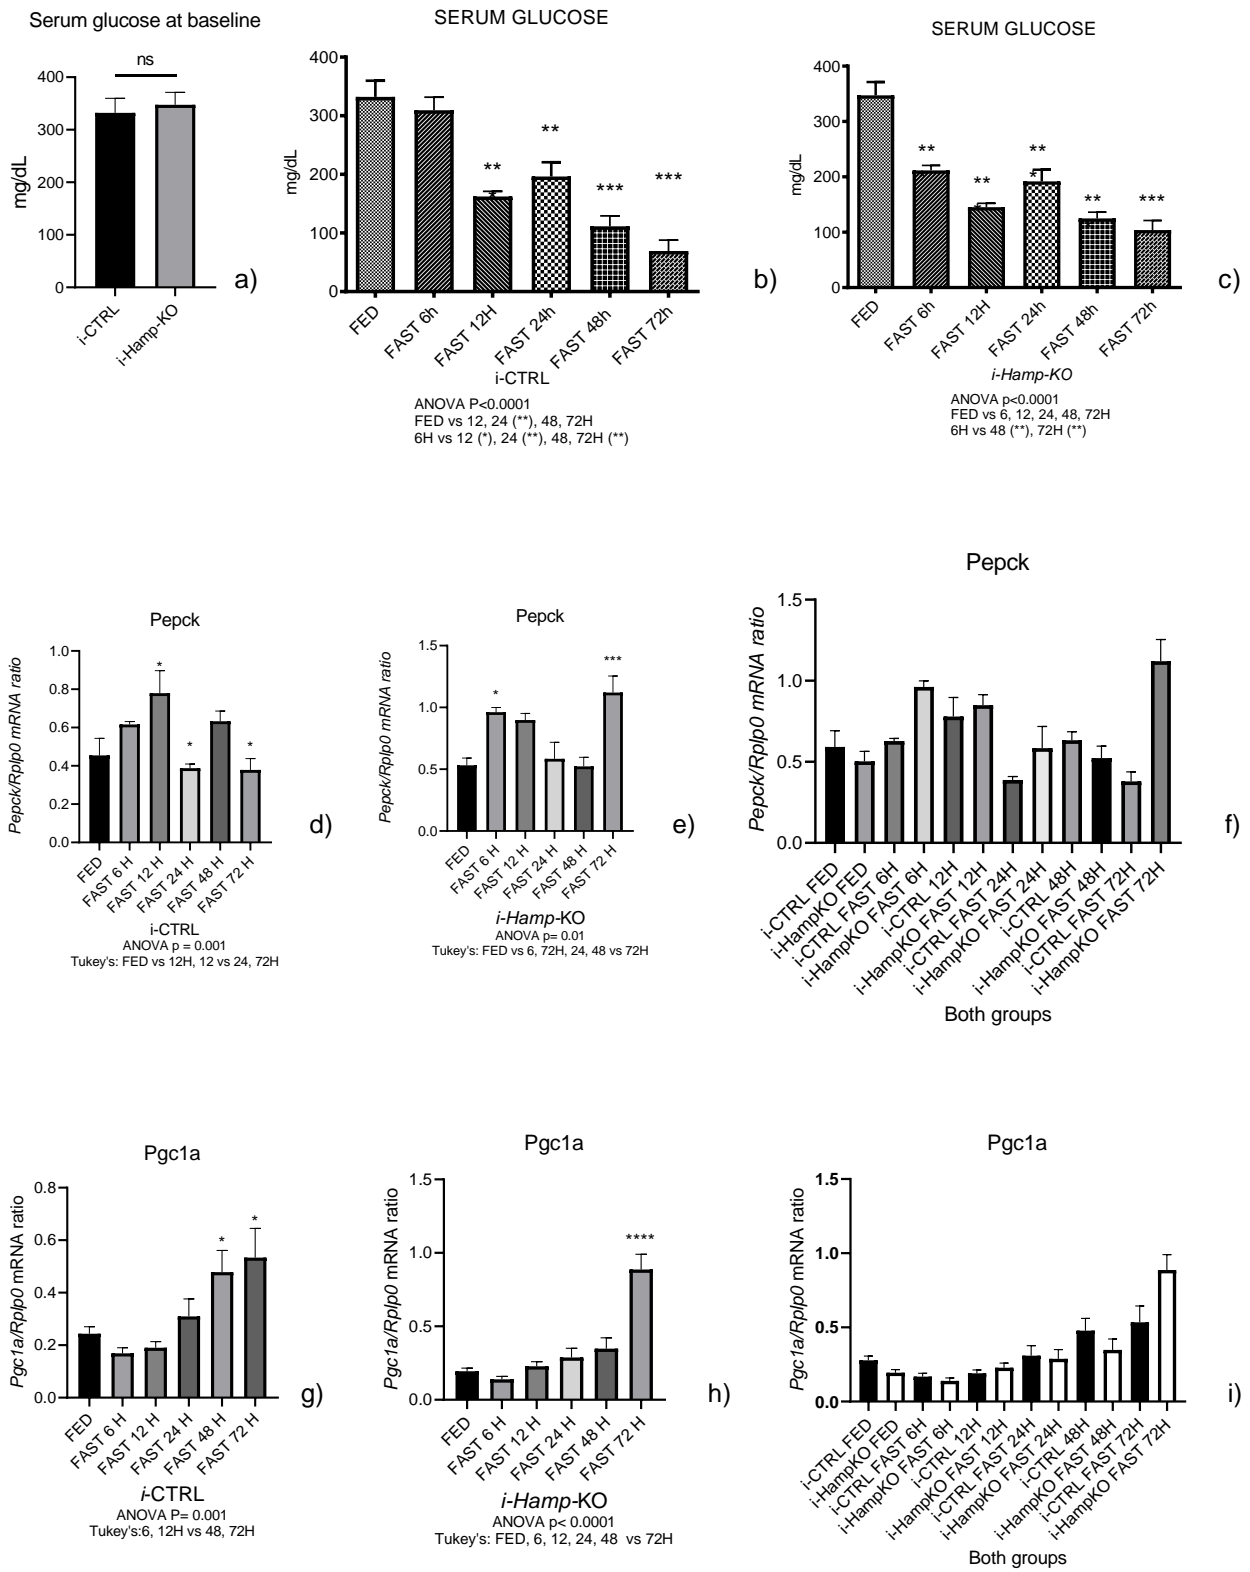 Serum glucose at baseline
ns
400
300
200
100
0
mg/dL
i-CTRL
i-Hamp-KO
a)
SERUM GLUCOSE
400
300
200
100
0
mg/dL
**
**
***
***
FED
FAST 6h
FAST 12H
FAST 24h
FAST 48h
FAST 72h
i-CTRL
ANOVA P<0.0001
FED vs 12, 24 (**), 48, 72H
6H vs 12 (*), 24 (**), 48, 72H (**)
b)
SERUM GLUCOSE
400
300
200
100
0
mg/dL
**
**
**
*
**
***
FED
FAST 6h
FAST 12H
FAST 24h
FAST 48h
FAST 72h
i-Hamp-KO
ANOVA p<0.0001
FED vs 6, 12, 24, 48, 72H
6H vs 48 (**), 72H (**)
c)
Pepck
1.0
0.8
0.6
0.4
0.2
0.0
Pepck/Rplp0 mRNA ratio
*
*
*
FED
FAST 6 H
FAST 12 H
FAST 24 H
FAST 48 H
FAST 72 H
i-CTRL
ANOVA p = 0.001
Tukey's: FED vs 12H, 12 vs 24, 72H
d)
Pepck
1.5
1.0
0.5
0.0
Pepck/Rplp0 mRNA ratio
*
***
FED
FAST 6 H
FAST 12 H
FAST 24 H
FAST 48 H
FAST 72 H
i-Hamp-KO
ANOVA p= 0.01
Tukey's: FED vs 6, 72H, 24, 48 vs 72H
e)
Pepck
1.5
1.0
0.5
0.0
Pepck/Rplp0 mRNA ratio
i-CTRL FED
i-HampKO FED
i-CTRL FAST 6H
i-HampKO FAST 6H
i-CTRL 12H
i-HampKO FAST 12H
i-CTRL FAST 24H
i-HampKO FAST 24H
i-CTRL 48H
i-HampKO FAST 48H
i-CTRL FAST 72H
i-HampKO FAST 72H
Both groups
f)
Pgc1a
0.8
0.6
0.4
0.2
0.0
Pgc1a/Rplp0 mRNA ratio
*
*
FED
FAST 6 H
FAST 12 H
FAST 24 H
FAST 48 H
FAST 72 H
i-CTRL
ANOVA P= 0.001
Tukey's:6, 12H vs 48, 72H
g)
Pgc1a
1.5
1.0
0.5
0.0
Pgc1a/Rplp0 mRNA ratio
****
FED
FAST 6 H
FAST 12 H
FAST 24 H
FAST 48 H
FAST 72 H
i-Hamp-KO
ANOVA p< 0.0001
Tukey's: FED, 6, 12, 24, 48 vs 72H
h)
Pgc1a
1.5
1.0
0.5
0.0
Pgc1a/Rplp0 mRNA ratio
i-CTRL FED
i-HampKO FED
i-CTRL FAST 6H
i-HampKO FAST 6H
i-CTRL 12H
i-HampKO FAST 12H
i-CTRL FAST 24H
i-HampKO FAST 24H
i-CTRL 48H
i-HampKO FAST 48H
i-CTRL FAST 72H
i-HampKO FAST 72H
Both groups
i)